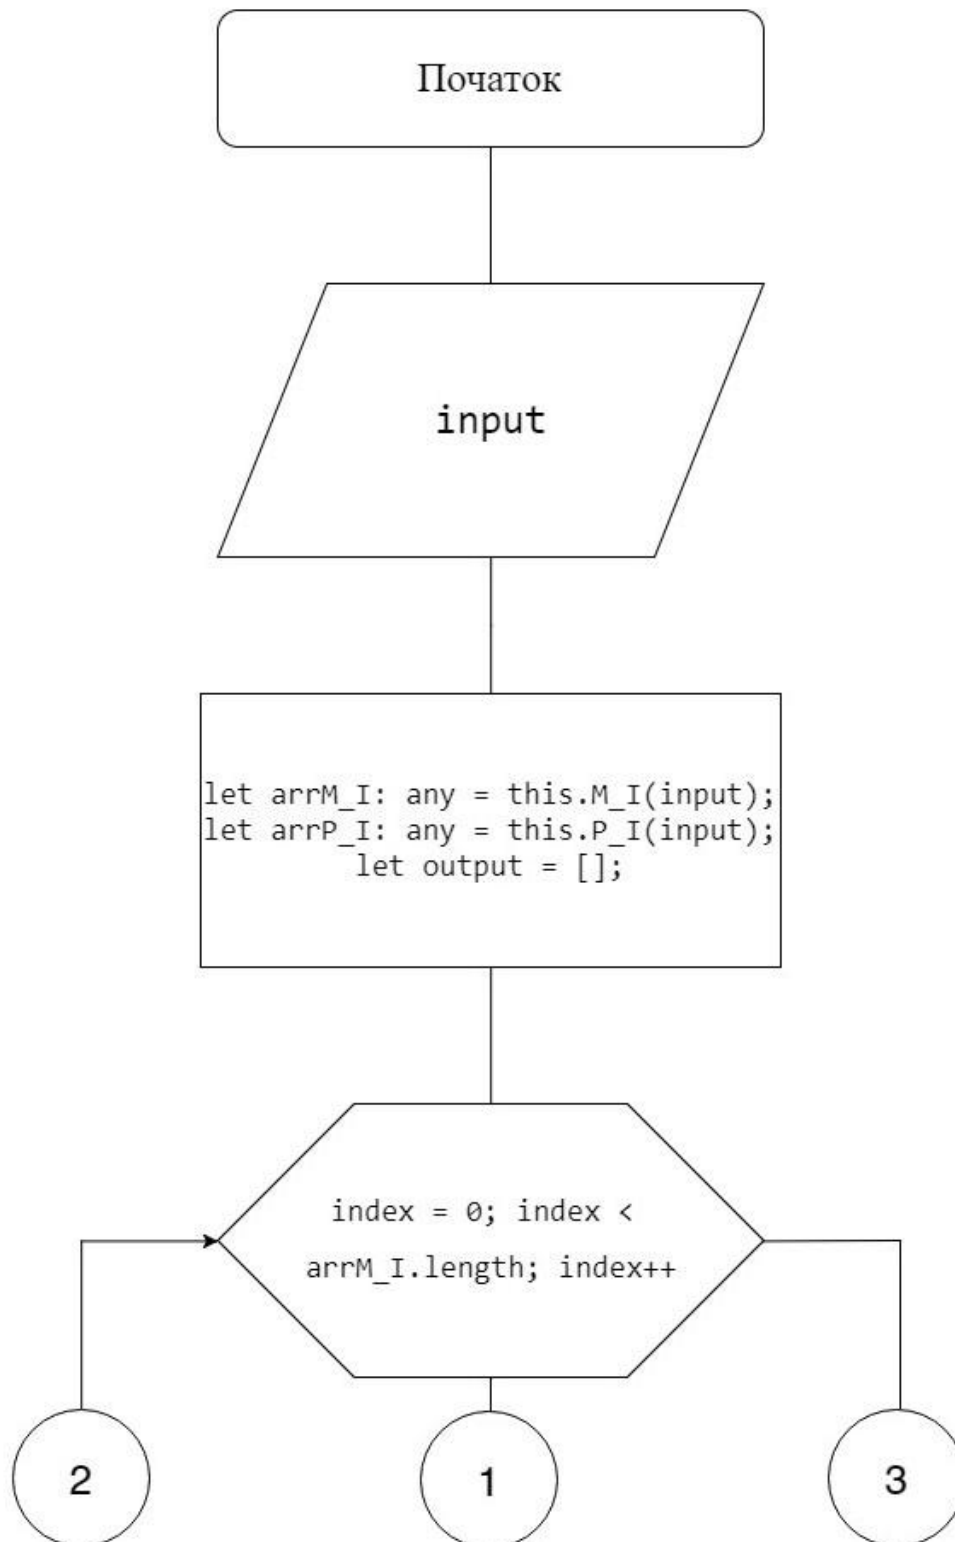 Початок
input
let arrM_I: any = this.M_I(input);
let arrP_I: any = this.P_I(input);
let output = [];
index = 0; index <
arrM_I.length; index++
2
1
3